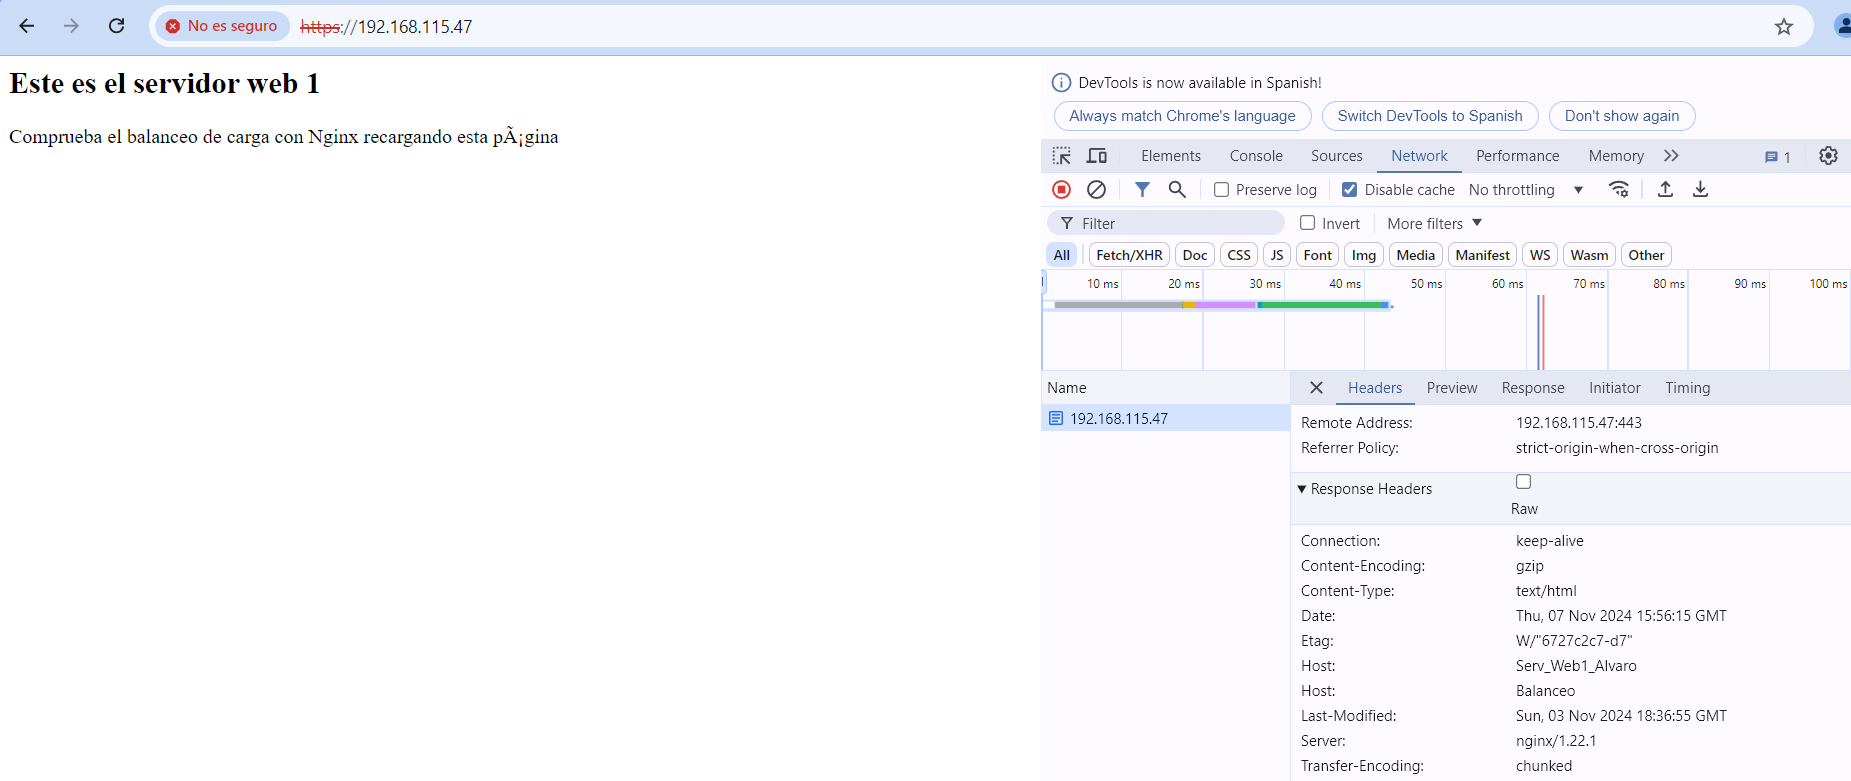 No es seguro https://192.168.115.47
Este es el servidor web 1
Comprueba el balanceo de carga con Nginx recargando esta pÃ¡gina
DevTools is now available in Spanish!
Always match Chrome's language Switch DevTools to Spanish Don't show again
Elements Console Sources Network Performance Memory 1
Preserve log Disable cache No throttling
Filter Invert More filters
All Fetch/XHR Doc CSS JS Font Img Media Manifest WS Wasm Other
10 ms 20 ms 30 ms 40 ms 50 ms 60 ms 70 ms 80 ms 90 ms 100 ms
Name
192.168.115.47
Headers Preview Response Initiator Timing
Remote Address: 192.168.115.47:443
Referrer Policy: strict-origin-when-cross-origin
Response Headers
Raw
Connection: keep-alive
Content-Encoding: gzip
Content-Type: text/html
Date: Thu, 07 Nov 2024 15:56:15 GMT
Etag: W/"6727c2c7-d7"
Host: Serv_Web1_Alvaro
Host: Balanceo
Last-Modified: Sun, 03 Nov 2024 18:36:55 GMT
Server: nginx/1.22.1
Transfer-Encoding: chunked